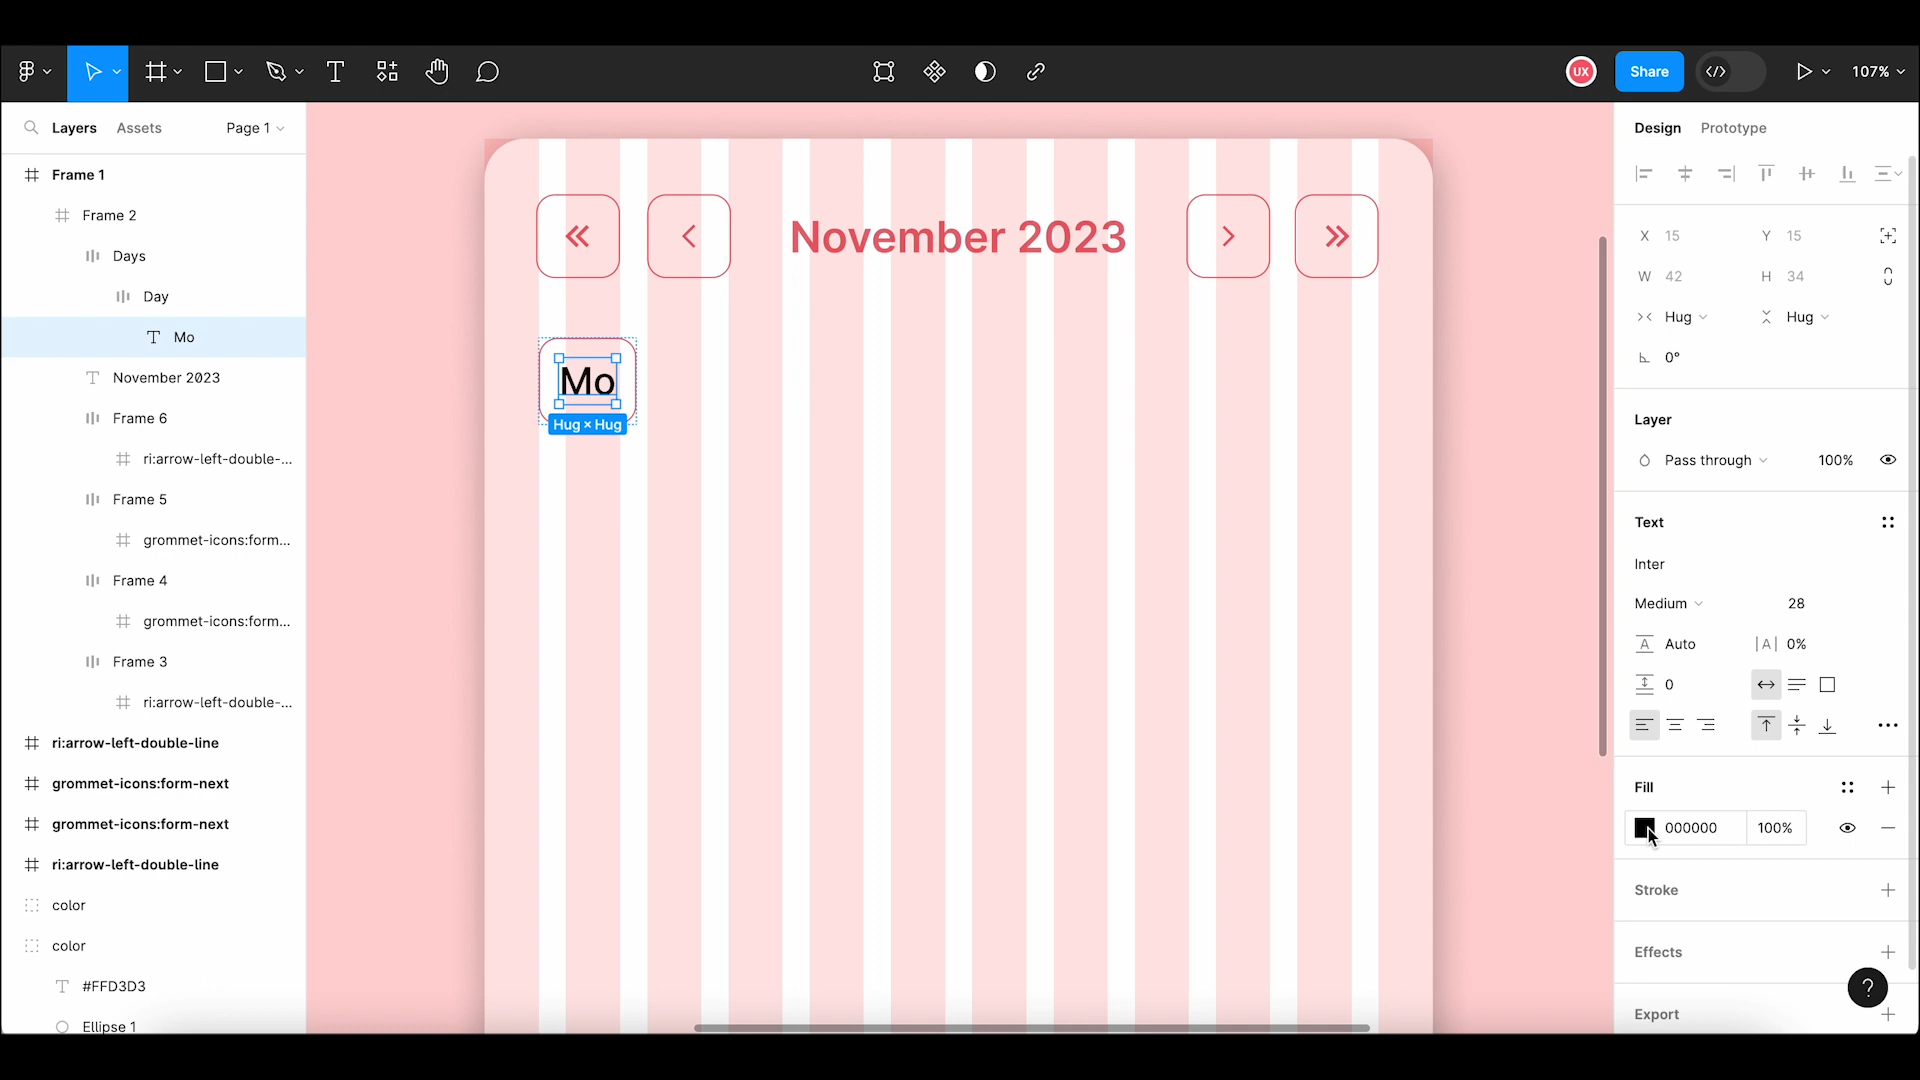 UX
Share
107%
Layers
Assets
Page 1
Design
Prototype
Frame 1
Frame 2
Days
Day
Mo
November 2023
Frame 6
ri:arrow-left-double-...
Frame 5
grommet-icons:form...
Frame 4
grommet-icons:form...
Frame 3
ri:arrow-left-double-...
ri:arrow-left-double-line
grommet-icons:form-next
grommet-icons:form-next
ri:arrow-left-double-line
color
color
#FFD3D3
Ellipse 1
November 2023
Mo
Hug × Hug
X 15
Y 15
W 42
H 34
Hug
Hug
0°
Layer
Pass through
100%
Text
Inter
Medium
28
A Auto
|A| 0%
0
Fill
000000
100%
Stroke
Effects
?
Export